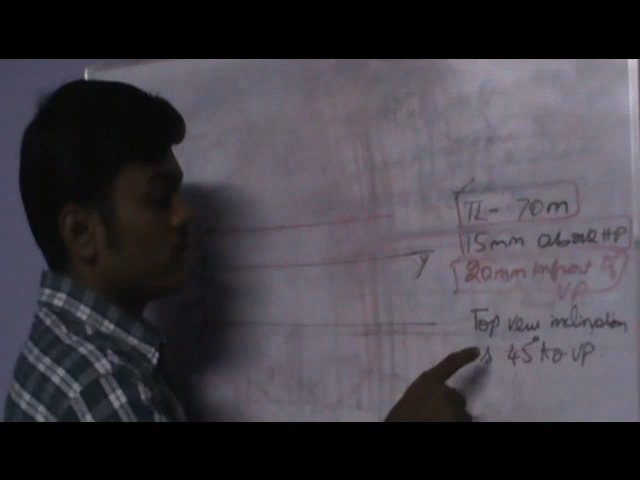 TL - 70m
15mm above HP
20mm infront of
VP
y
Top view inclination
is 45° to VP.